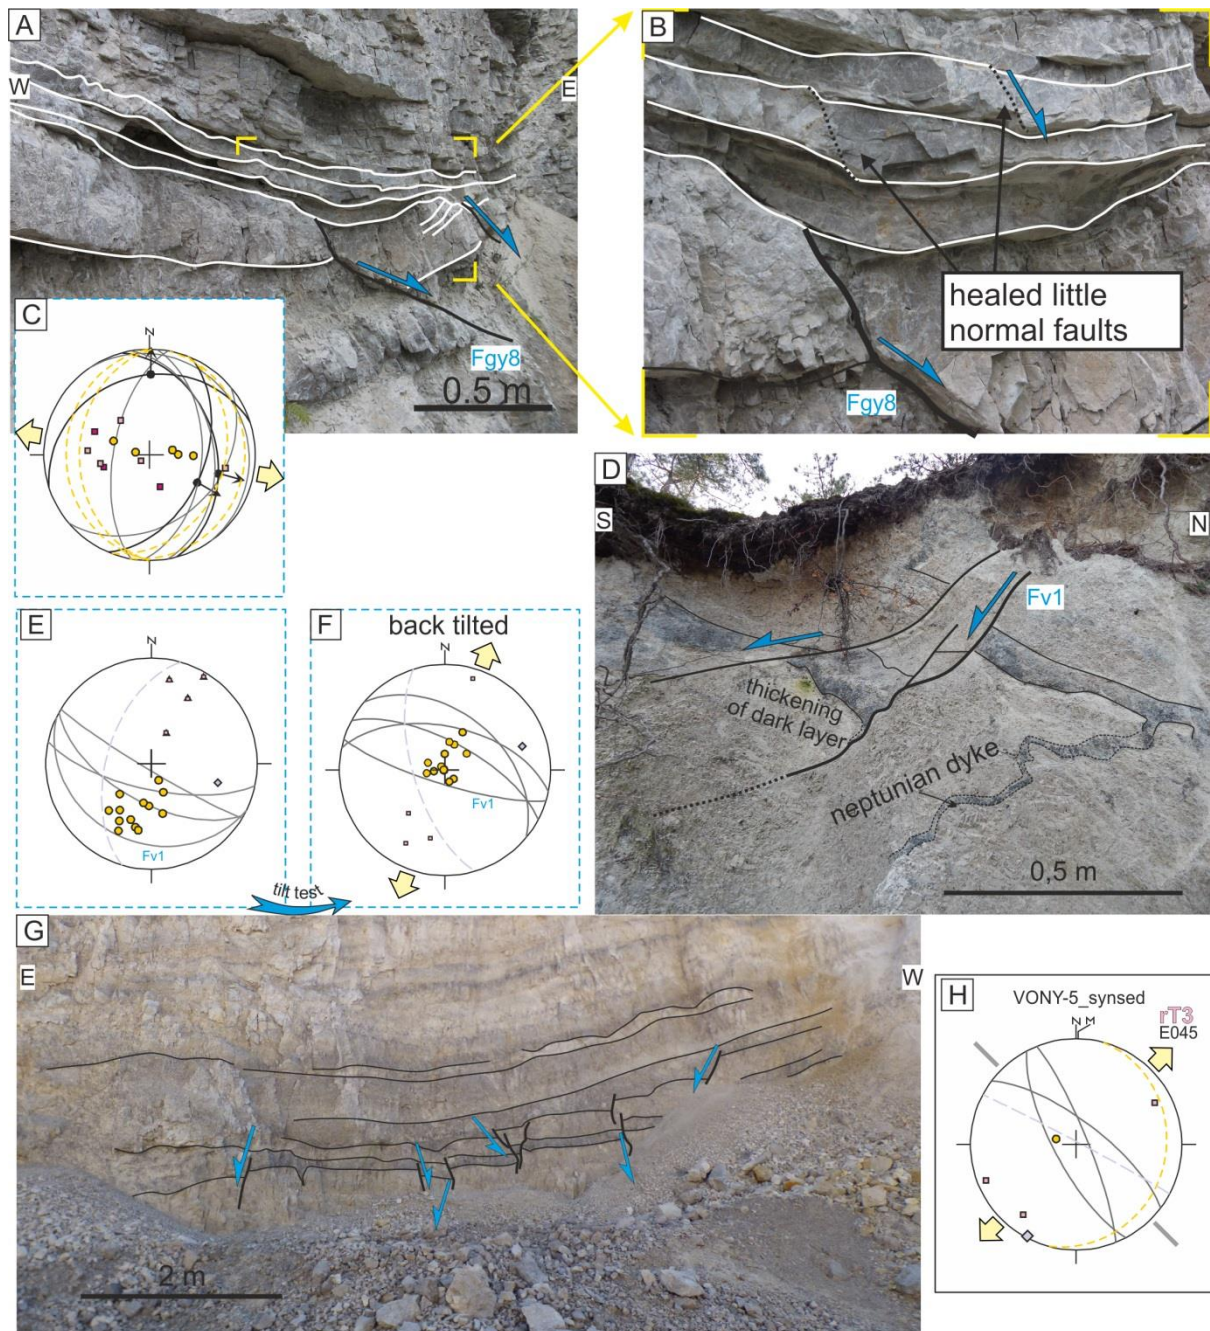 A
W
E
Fgy8
0.5 m
B
healed little
normal faults
Fgy8
C
N
D
S
N
Fv1
thickening
of dark layer
neptunian dyke
0,5 m
E
N
Fv1
F
back tilted
N
Fv1
tilt test
G
E
W
2 m
H
VONY-5_synsed
N M
rT3
E045